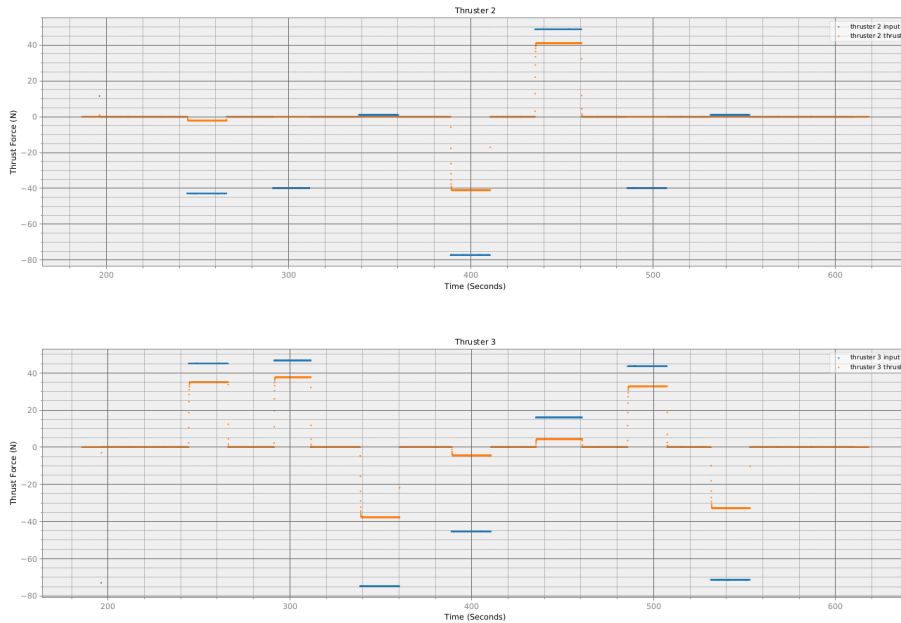 Thruster 2
thruster 2 input
thruster 2 thrust
40
20
0
−20
−40
−60
−80
Thrust Force (N)
200
300
400
500
600
Time (Seconds)
Thruster 3
thruster 3 input
thruster 3 thrust
40
20
0
−20
−40
−60
−80
Thrust Force (N)
200
300
400
500
600
Time (Seconds)